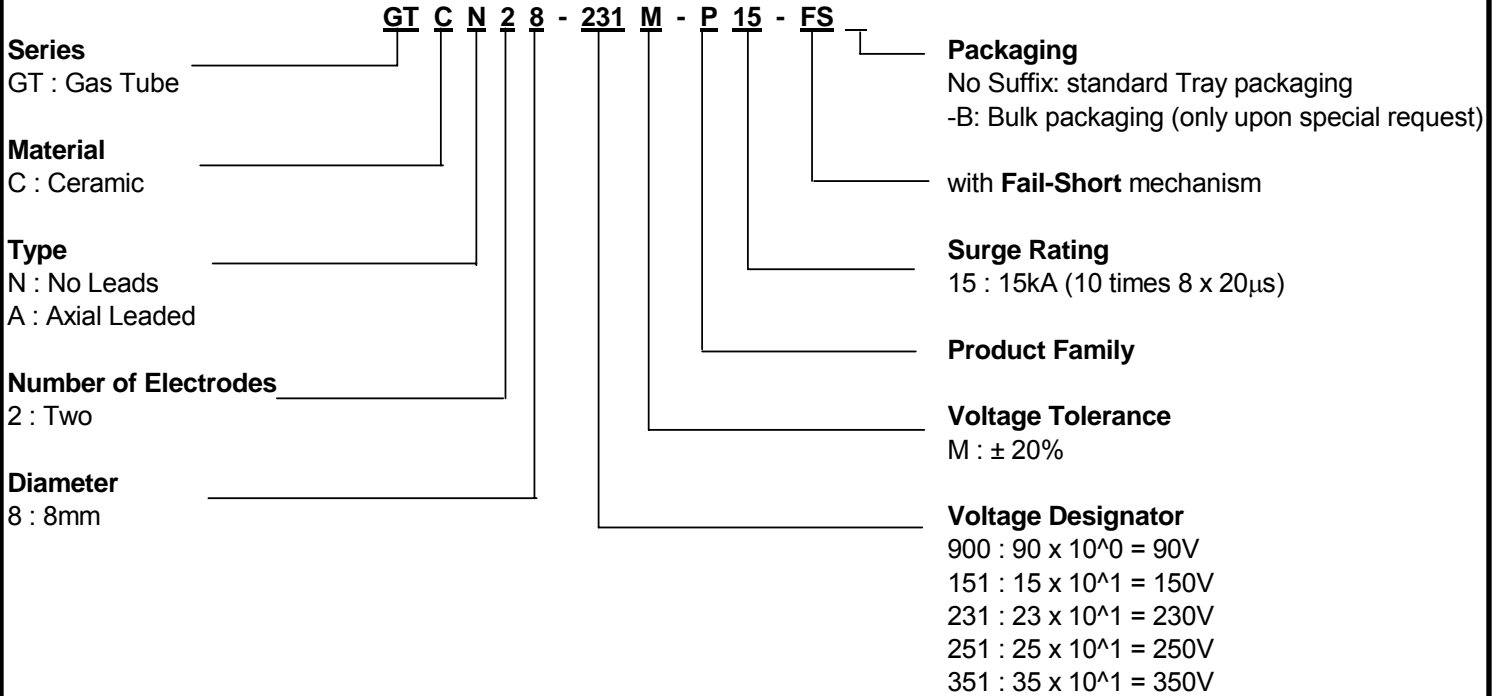 GT C N 2 8 - 231 M - P 15 - FS _
Series
GT : Gas Tube
Material
C : Ceramic
Type
N : No Leads
A : Axial Leaded
Number of Electrodes
2 : Two
Diameter
8 : 8mm
Packaging
No Suffix: standard Tray packaging
-B: Bulk packaging (only upon special request)
with Fail-Short mechanism
Surge Rating
15 : 15kA (10 times 8 x 20μs)
Product Family
Voltage Tolerance
M : ± 20%
Voltage Designator
900 : 90 x 10^0 = 90V
151 : 15 x 10^1 = 150V
231 : 23 x 10^1 = 230V
251 : 25 x 10^1 = 250V
351 : 35 x 10^1 = 350V